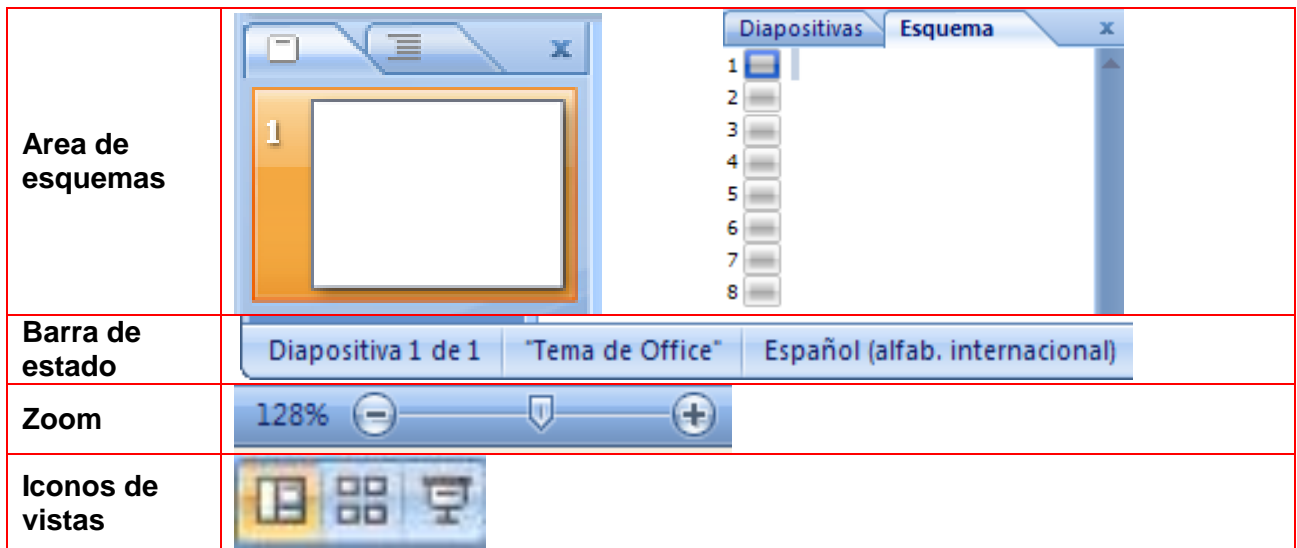 Area de
esquemas
1
Diapositivas
Esquema
x
1
2
3
4
5
6
7
8
Barra de
estado
Diapositiva 1 de 1
"Tema de Office"
Español (alfab. internacional)
Zoom
128%
Iconos de
vistas